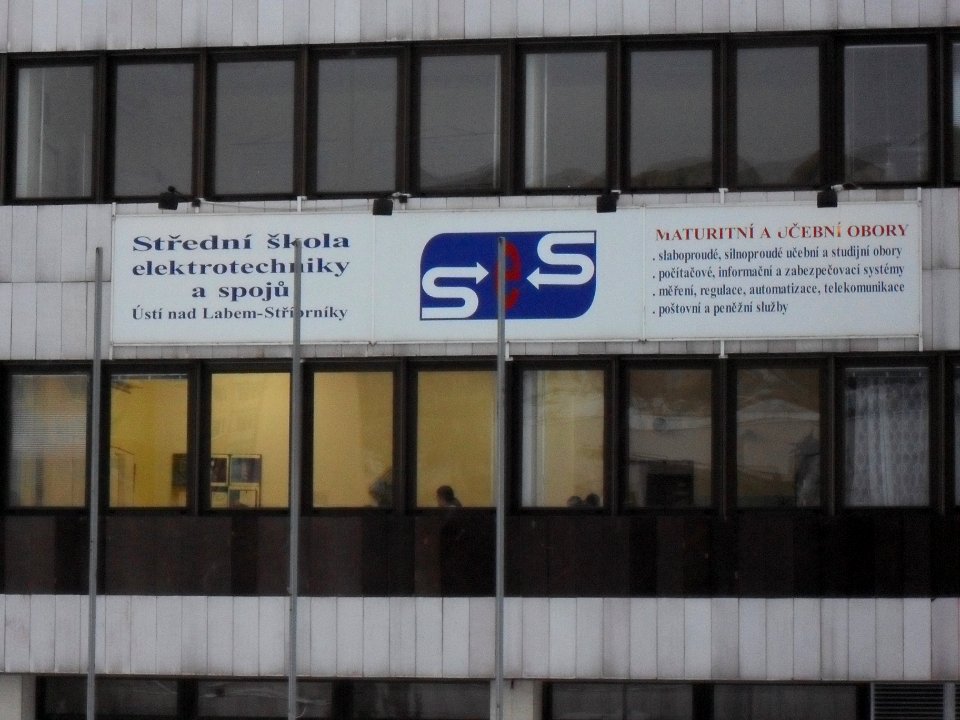 Střední škola
elektrotechniky
a spojů
Ústí nad Labem-Stříbrníky
SeS
MATURITNÍ A UČEBNÍ OBORY
. slaboproudé, silnoproudé učební a studijní obory
. počítačové, informační a zabezpečovací systémy
. měření, regulace, automatizace, telekomunikace
. poštovní a peněžní služby